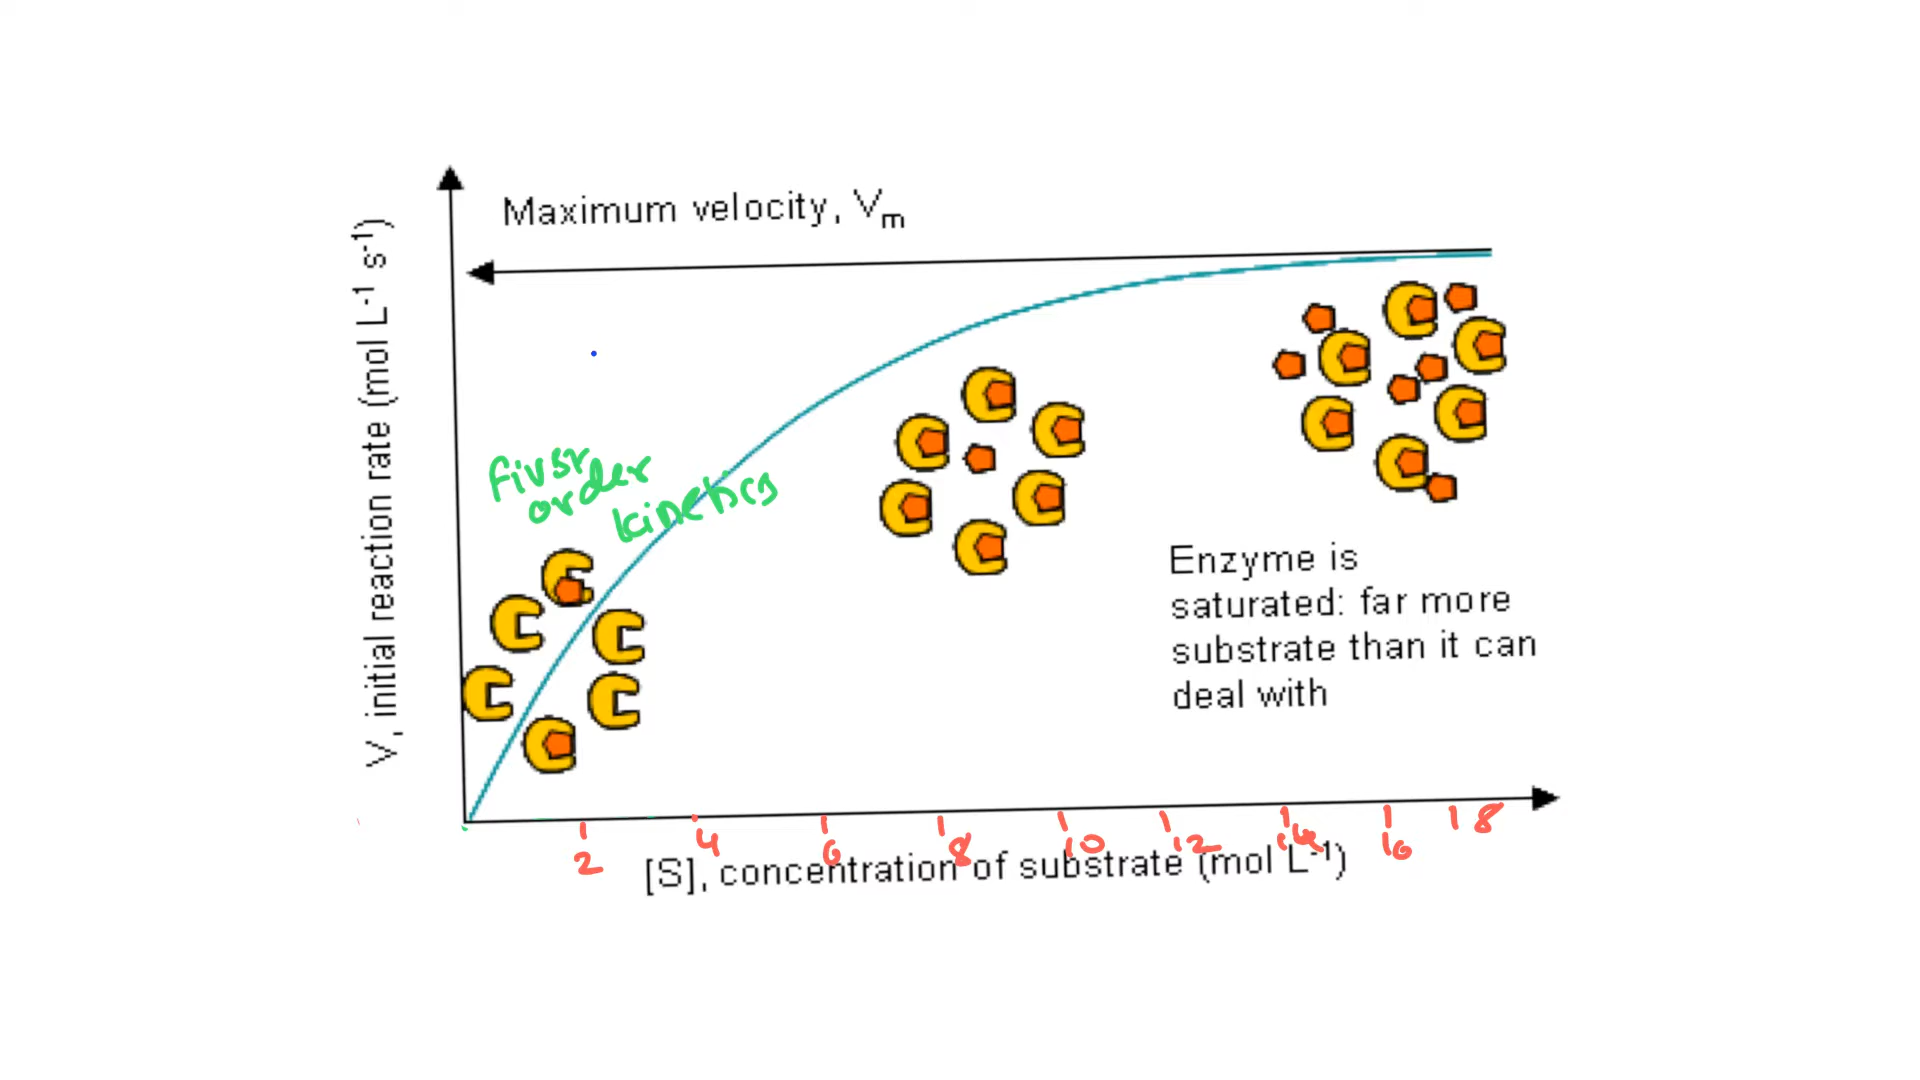 Maximum velocity, Vm
V, initial reaction rate (mol L-1 s-1)
first
order
kinetics
Enzyme is
saturated: far more
substrate than it can
deal with
2 4 6 8 10 12 14 16 18
[S], concentration of substrate (mol L-1)